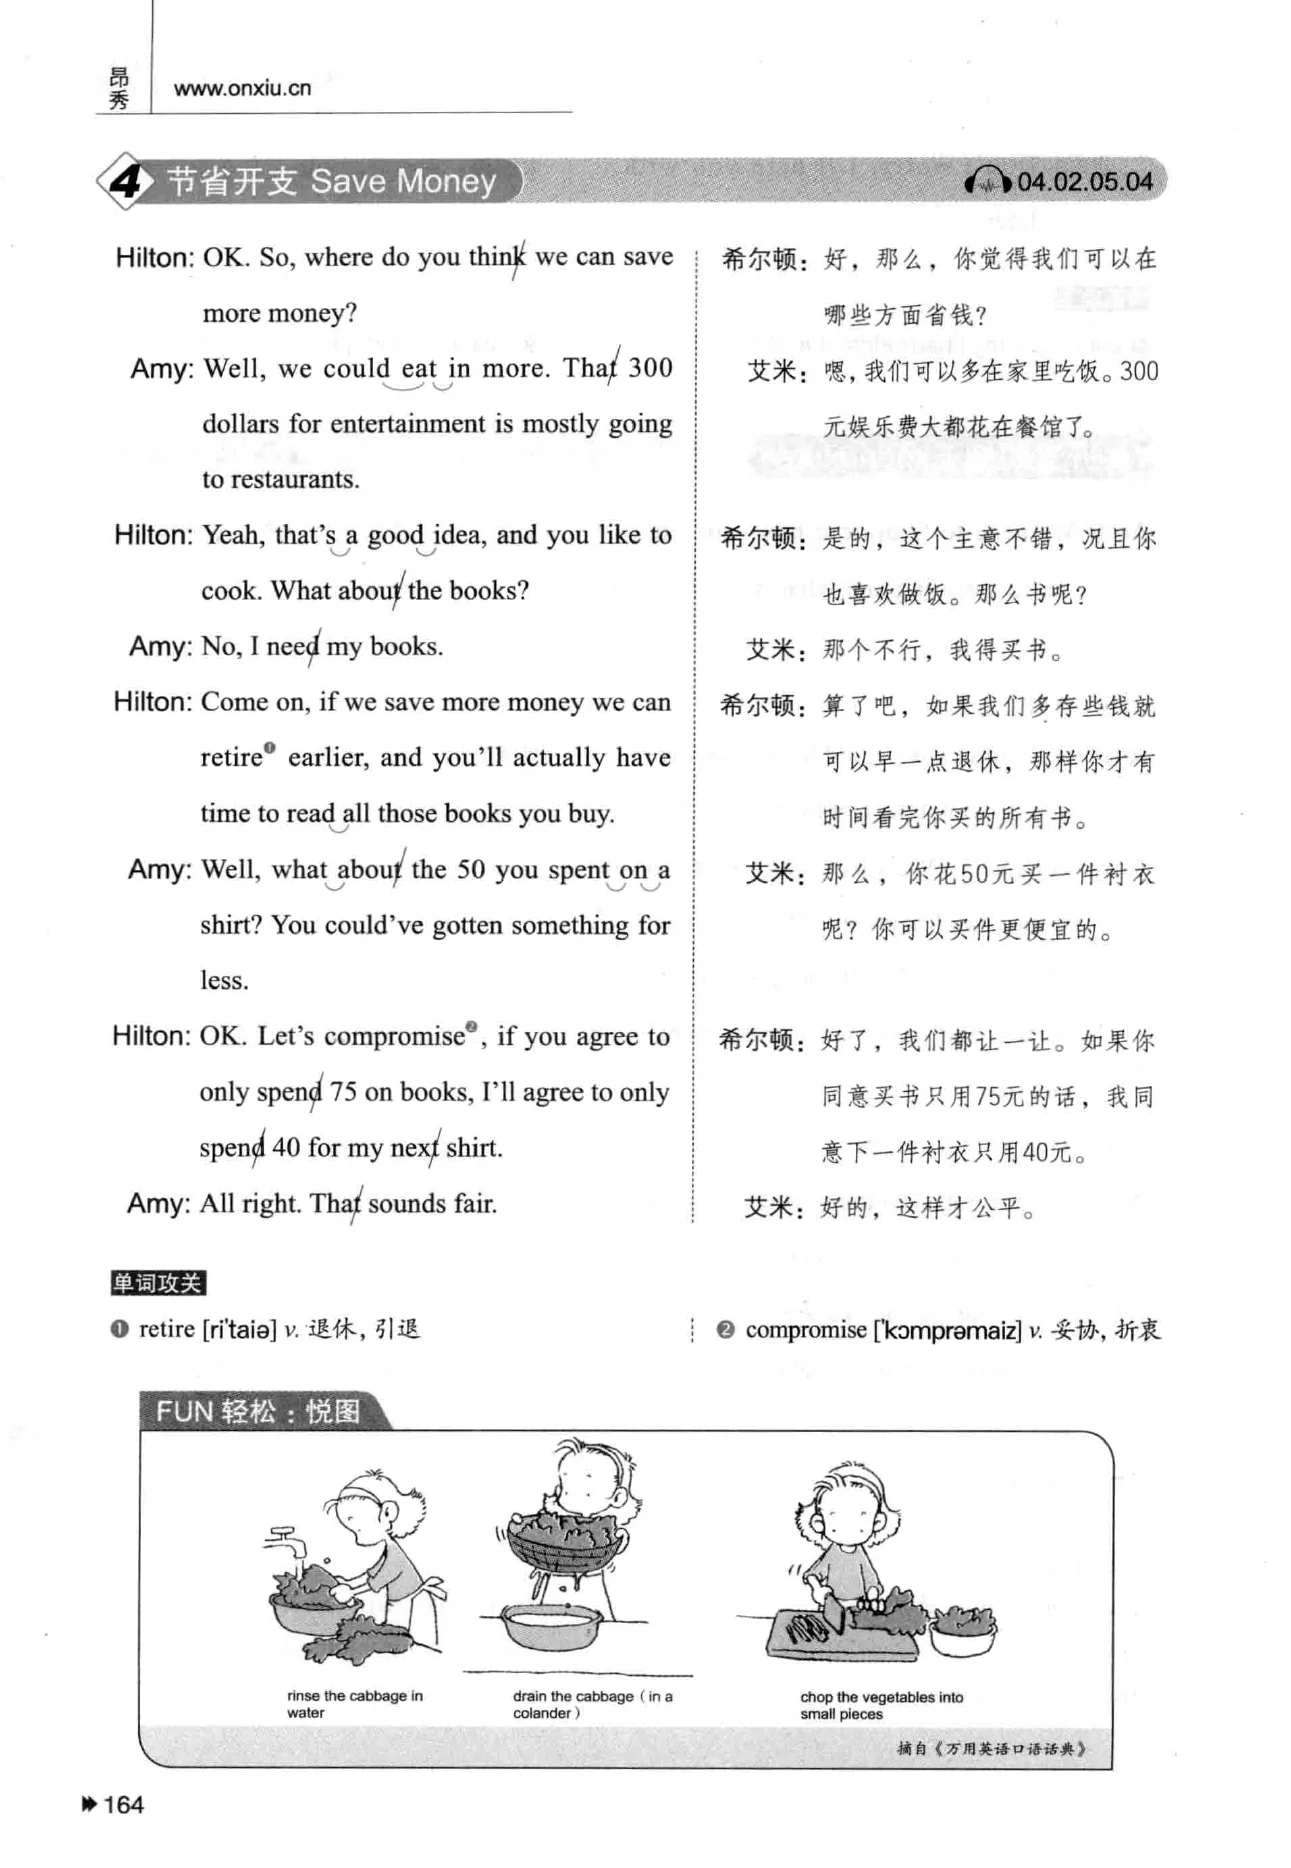 昂秀
www.onxiu.cn
4 节省开支 Save Money
04.02.05.04
Hilton: OK. So, where do you think we can save
more money?
Amy: Well, we could eat in more. That 300
dollars for entertainment is mostly going
to restaurants.
Hilton: Yeah, that's a good idea, and you like to
cook. What about the books?
Amy: No, I need my books.
Hilton: Come on, if we save more money we can
retire❶ earlier, and you'll actually have
time to read all those books you buy.
Amy: Well, what about the 50 you spent on a
shirt? You could've gotten something for
less.
Hilton: OK. Let's compromise❷, if you agree to
only spend 75 on books, I'll agree to only
spend 40 for my next shirt.
Amy: All right. That sounds fair.
希尔顿：好，那么，你觉得我们可以在
哪些方面省钱？
艾米：嗯，我们可以多在家里吃饭。300
元娱乐费大都花在餐馆了。
希尔顿：是的，这个主意不错，况且你
也喜欢做饭。那么书呢？
艾米：那个不行，我得买书。
希尔顿：算了吧，如果我们多存些钱就
可以早一点退休，那样你才有
时间看完你买的所有书。
艾米：那么，你花50元买一件衬衣
呢？你可以买件更便宜的。
希尔顿：好了，我们都让一让。如果你
同意买书只用75元的话，我同
意下一件衬衣只用40元。
艾米：好的，这样才公平。
单词攻关
❶ retire [ri'taiə] v. 退休，引退
❷ compromise ['kɔmprəmaiz] v. 妥协，折衷
FUN 轻松：悦图
rinse the cabbage in
water
drain the cabbage（in a
colander）
chop the vegetables into
small pieces
摘自《万用英语口语话典》
164